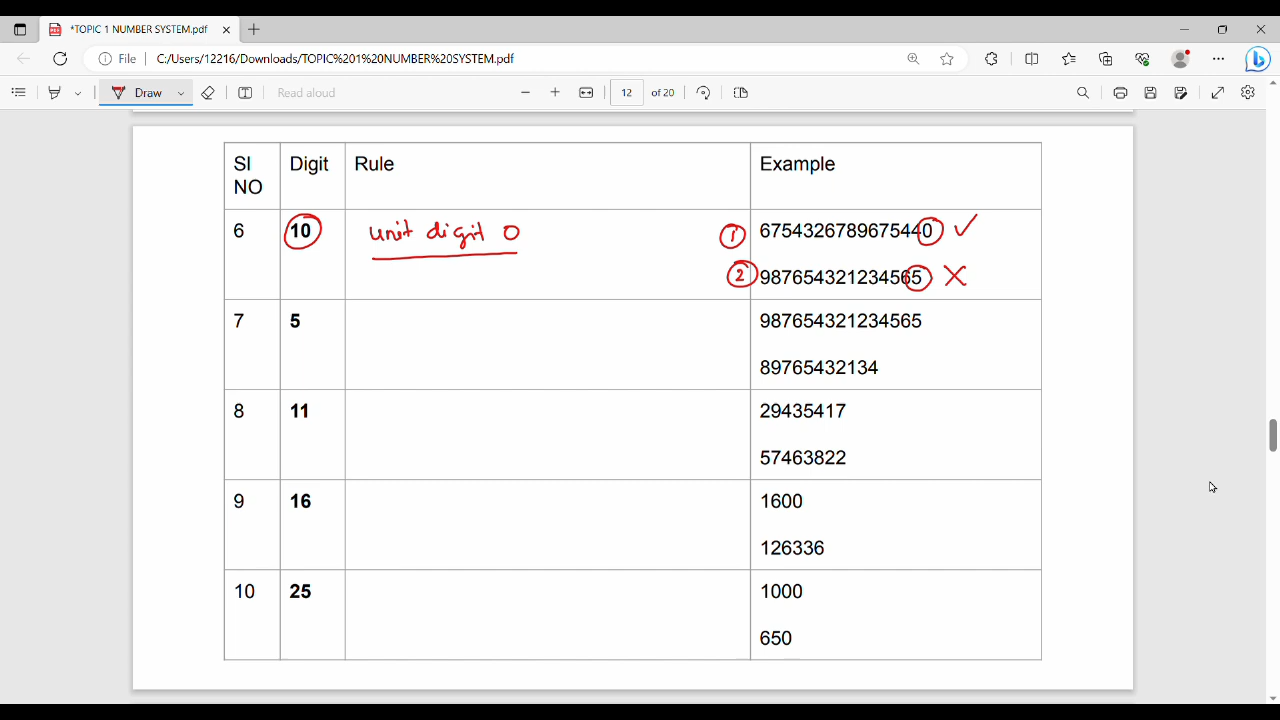 *TOPIC 1 NUMBER SYSTEM.pdf
File C:/Users/12216/Downloads/TOPIC%201%20NUMBER%20SYSTEM.pdf
Draw Read aloud 12 of 20
Sl NO Digit Rule Example
6 10 unit digit 0 1 6754326789675440 ✓
2 987654321234565 X
7 5 987654321234565
89765432134
8 11 29435417
57463822
9 16 1600
126336
10 25 1000
650